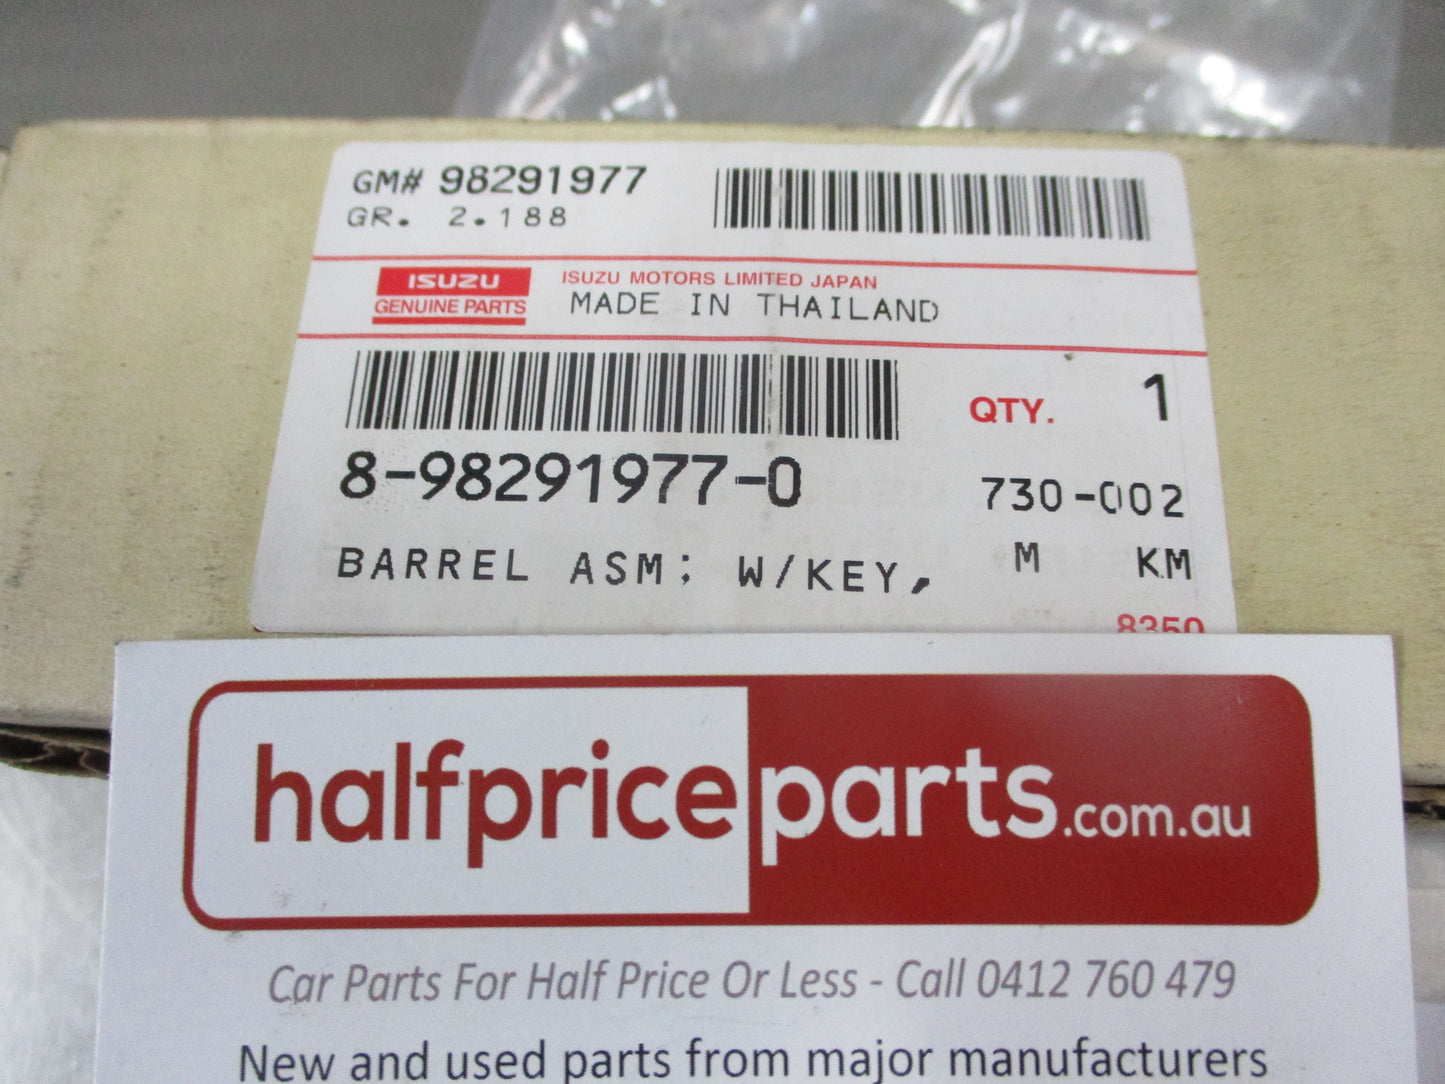 GM# 98291977
GR. 2.188
ISUZU
GENUINE PARTS
ISUZU MOTORS LIMITED JAPAN
MADE IN THAILAND
QTY. 1
8-98291977-0
730-002
BARREL ASM; W/KEY,
M KM
8350
halfpriceparts.com.au
Car Parts For Half Price Or Less - Call 0412 760 479
New and used parts from major manufacturers